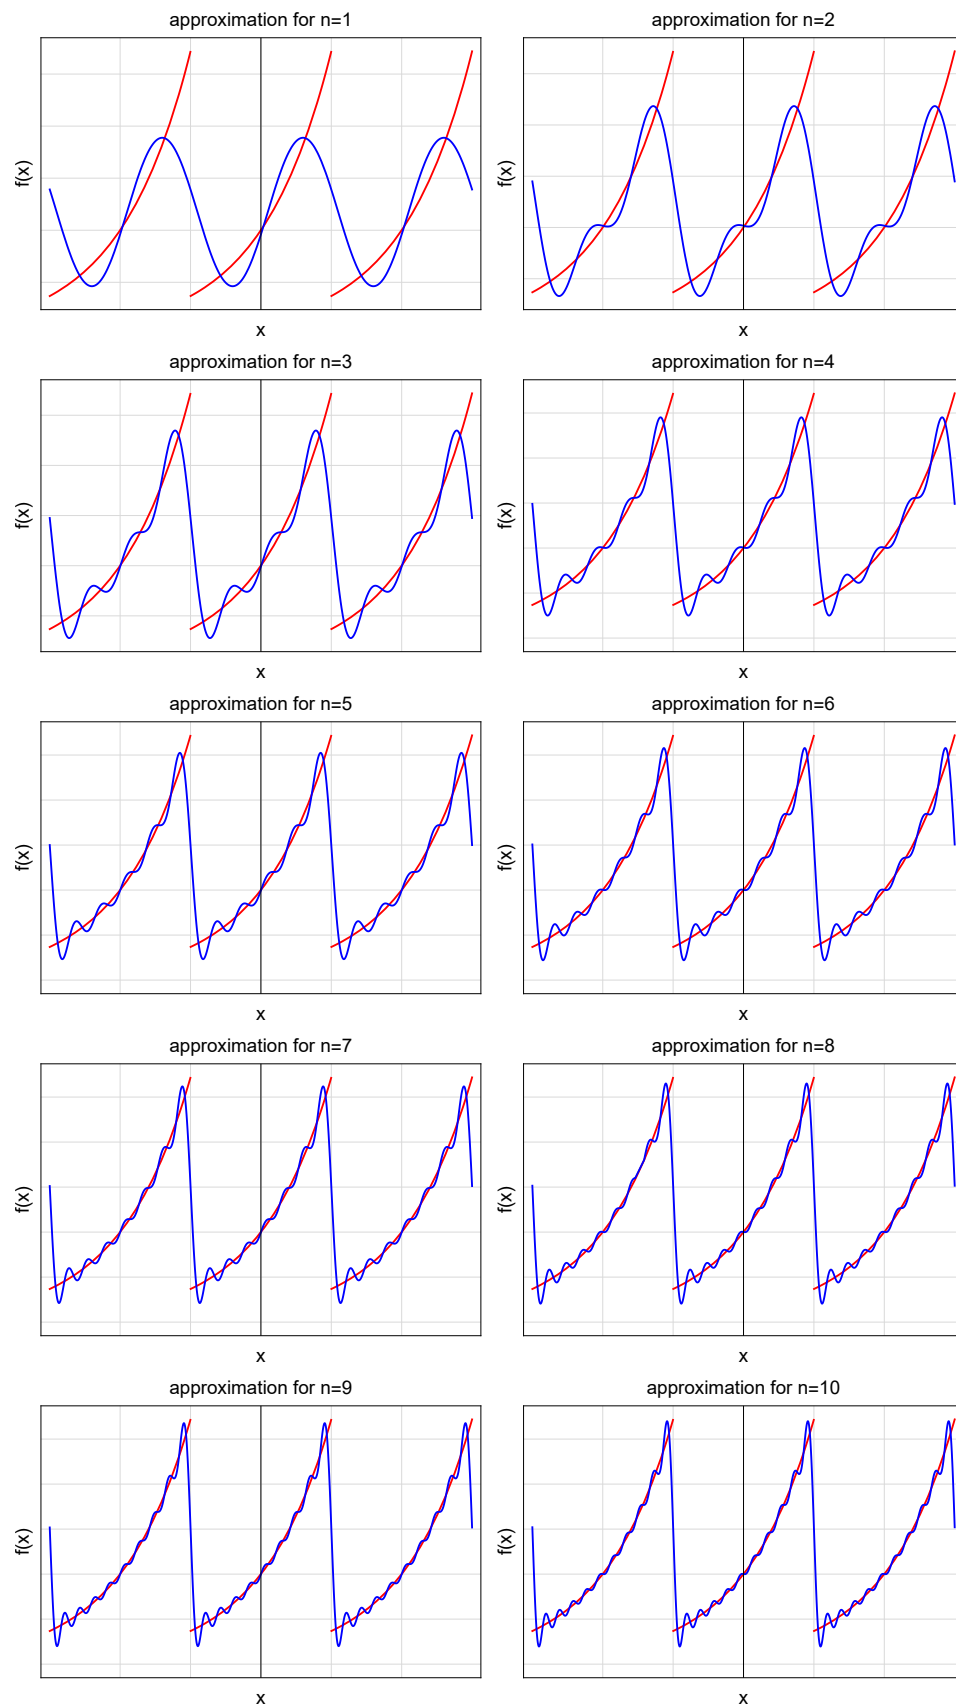 approximation for n=1
f(x)
x
approximation for n=2
f(x)
x
approximation for n=3
f(x)
x
approximation for n=4
f(x)
x
approximation for n=5
f(x)
x
approximation for n=6
f(x)
x
approximation for n=7
f(x)
x
approximation for n=8
f(x)
x
approximation for n=9
f(x)
x
approximation for n=10
f(x)
x